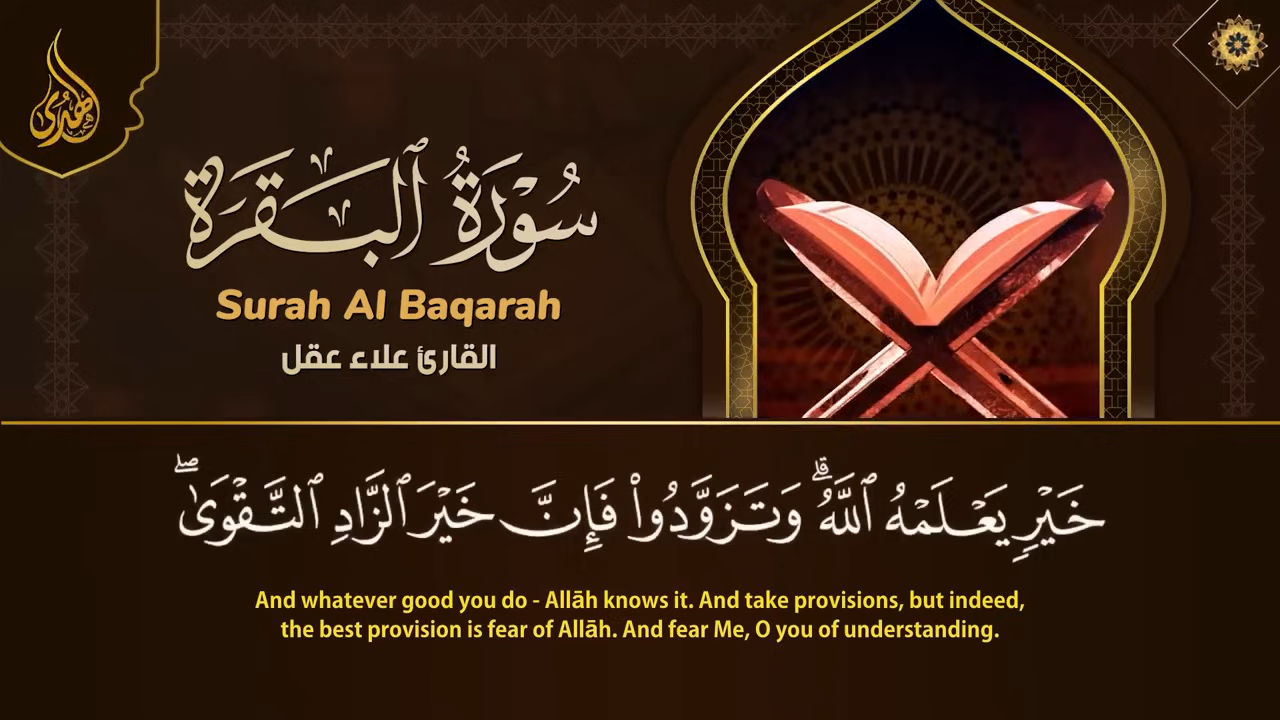 الهدى
سُورَةُ ٱلْبَقَرَة
Surah Al Baqarah
القارئ علاء عقل
خَيْرٍ يَعْلَمْهُ ٱللَّهُ ۗ وَتَزَوَّدُوا۟ فَإِنَّ خَيْرَ ٱلزَّادِ ٱلتَّقْوَىٰ ۖ
And whatever good you do - Allāh knows it. And take provisions, but indeed,
the best provision is fear of Allāh. And fear Me, O you of understanding.